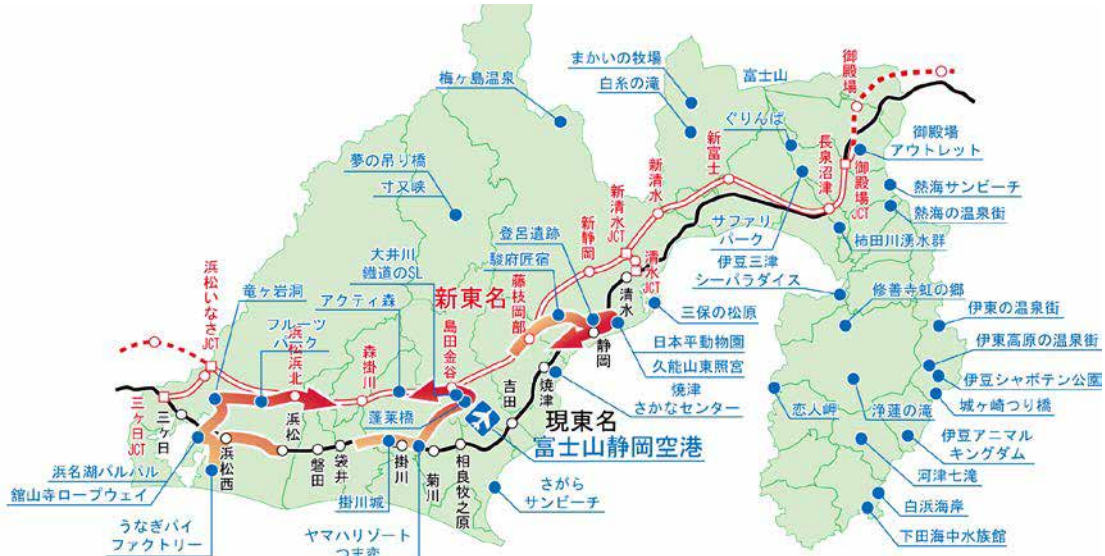 まかいの牧場
白糸の滝
富士山
御殿場
梅ヶ島温泉
ぐりんぱ
新富士
長泉沼津
御殿場JCT
御殿場
アウトレット
夢の吊り橋
寸又峡
新清水
新清水JCT
熱海サンビーチ
熱海の温泉街
サファリ
パーク
柿田川湧水群
登呂遺跡
新静岡
駿府匠宿
清水JCT
清水
伊豆三津
シーパラダイス
大井川
鐵道のSL
浜松いなさJCT
竜ヶ岩洞
アクティ森
新東名
藤枝岡部
修善寺虹の郷
伊東の温泉街
三保の松原
フルーツ
パーク
浜松浜北
森掛川
島田金谷
静岡
日本平動物園
久能山東照宮
伊東高原の温泉街
伊豆シャボテン公園
城ヶ崎つり橋
三ヶ日JCT
三ヶ日
浜松
蓬莱橋
吉田
焼津
焼津
さかなセンター
恋人岬
浄蓮の滝
現東名
富士山静岡空港
伊豆アニマル
キングダム
河津七滝
浜松西
磐田
袋井
掛川
菊川
相良牧之原
浜名湖パルパル
舘山寺ロープウェイ
掛川城
さがら
サンビーチ
白浜海岸
下田海中水族館
うなぎパイ
ファクトリー
ヤマハリゾート
つま恋